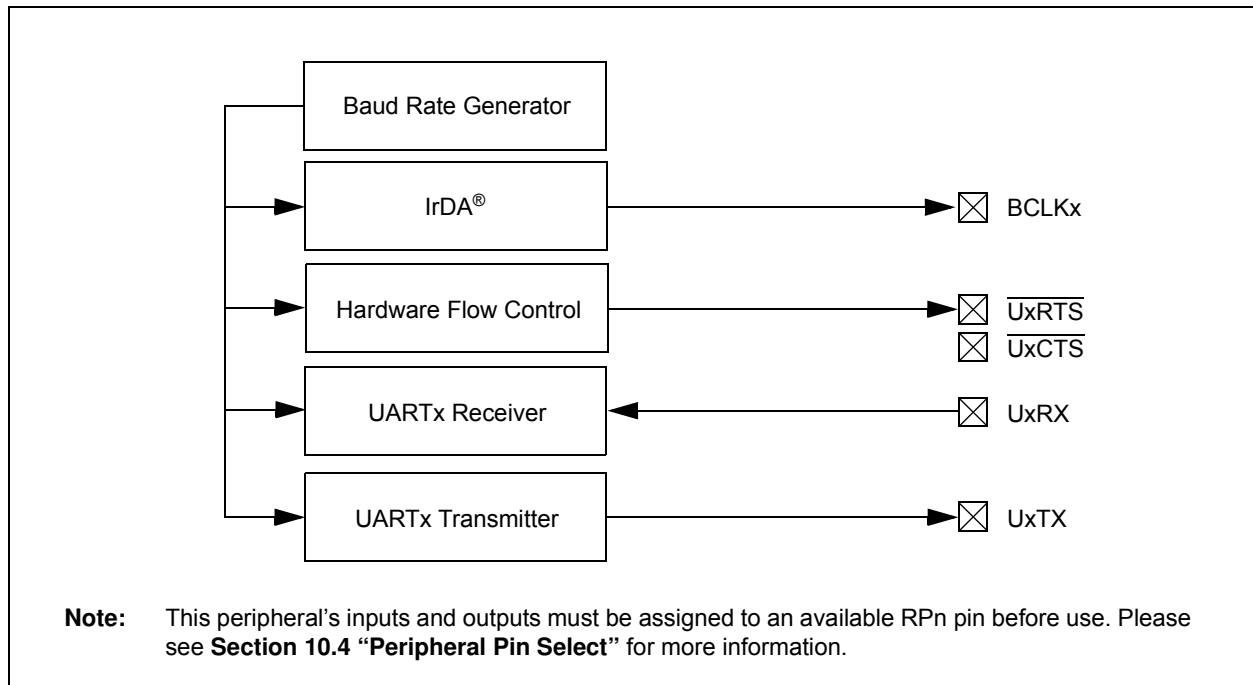 Baud Rate Generator
IrDA®
BCLKx
Hardware Flow Control
UxRTS
UxCTS
UARTx Receiver
UxRX
UARTx Transmitter
UxTX
Note: This peripheral's inputs and outputs must be assigned to an available RPn pin before use. Please
see Section 10.4 “Peripheral Pin Select” for more information.